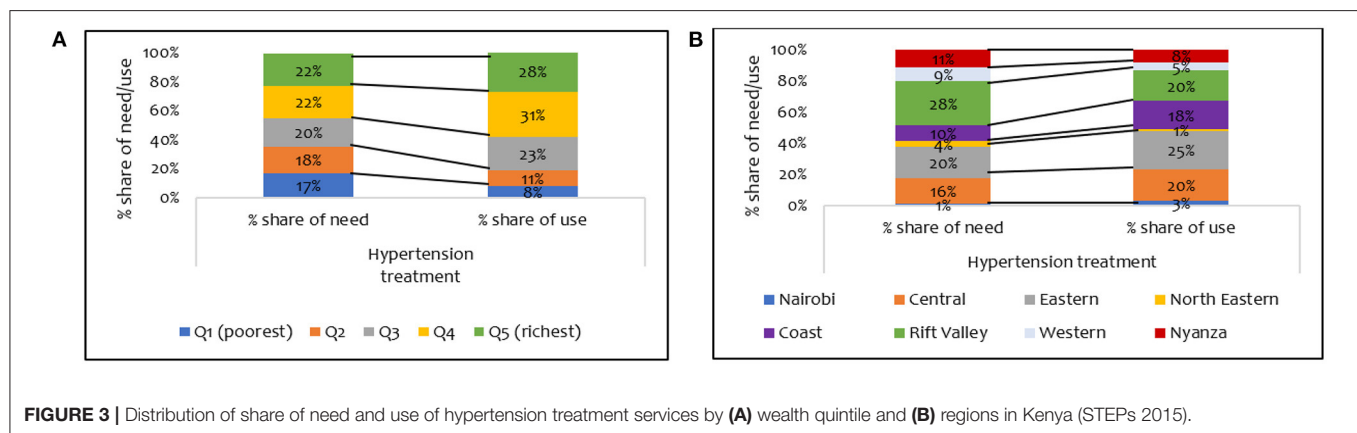 A
% share of need/use
100%
80%
60%
40%
20%
0%
22%
22%
20%
18%
17%
28%
31%
23%
11%
8%
% share of need
% share of use
Hypertension
treatment
Q1 (poorest) Q2 Q3 Q4 Q5 (richest)
B
% share of need/use
100%
80%
60%
40%
20%
0%
11%
9%
28%
10%
4%
20%
16%
1%
8%
5%
20%
18%
1%
25%
20%
3%
% share of need
% share of use
Hypertension treatment
Nairobi Central Eastern North Eastern
Coast Rift Valley Western Nyanza
FIGURE 3 | Distribution of share of need and use of hypertension treatment services by (A) wealth quintile and (B) regions in Kenya (STEPs 2015).